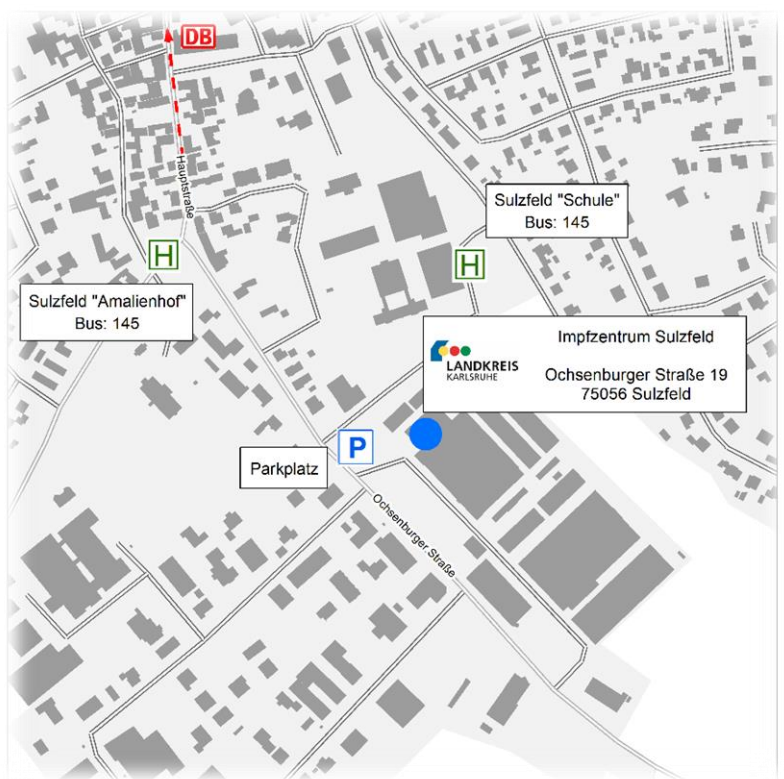 DB
Hauptstraße
Sulzfeld "Schule"
Bus: 145
H
H
Sulzfeld "Amalienhof"
Bus: 145
LANDKREIS
KARLSRUHE
Impfzentrum Sulzfeld
Ochsenburger Straße 19
75056 Sulzfeld
P
Parkplatz
Ochsenburger Straße